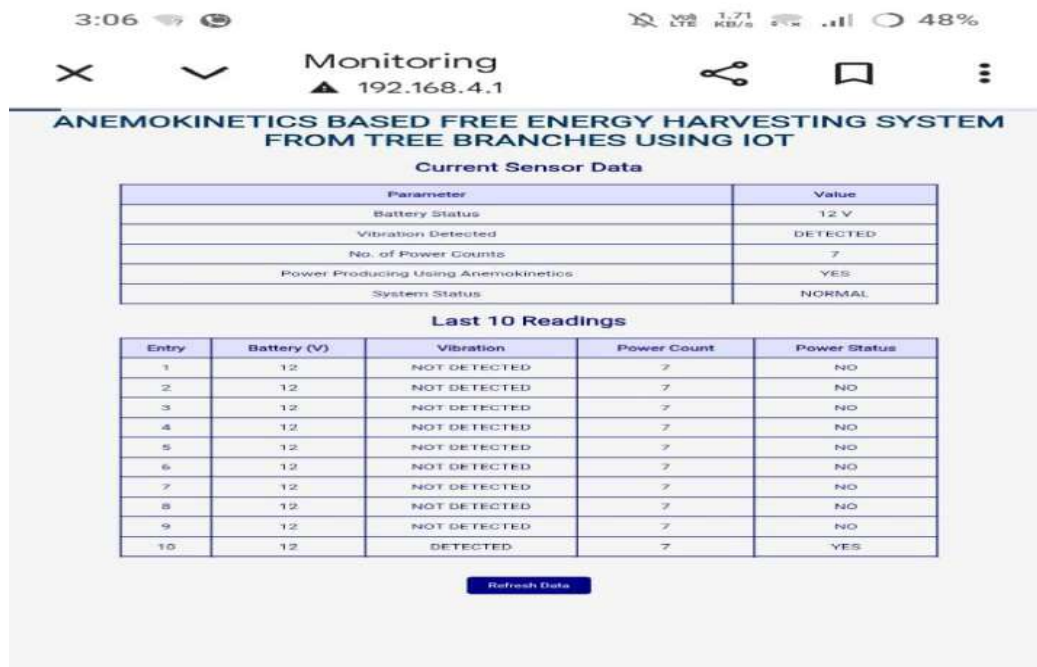 3:06 Vo) LTE 1.71 KB/s 48%
Monitoring
192.168.4.1
ANEMOKINETICS BASED FREE ENERGY HARVESTING SYSTEM
FROM TREE BRANCHES USING IOT
Current Sensor Data
Parameter Value
Battery Status 12 V
Vibration Detected DETECTED
No. of Power Counts 7
Power Producing Using Anemokinetics YES
System Status NORMAL
Last 10 Readings
Entry Battery (V) Vibration Power Count Power Status
1 12 NOT DETECTED 7 NO
2 12 NOT DETECTED 7 NO
3 12 NOT DETECTED 7 NO
4 12 NOT DETECTED 7 NO
5 12 NOT DETECTED 7 NO
6 12 NOT DETECTED 7 NO
7 12 NOT DETECTED 7 NO
8 12 NOT DETECTED 7 NO
9 12 NOT DETECTED 7 NO
10 12 DETECTED 7 YES
Refresh Data